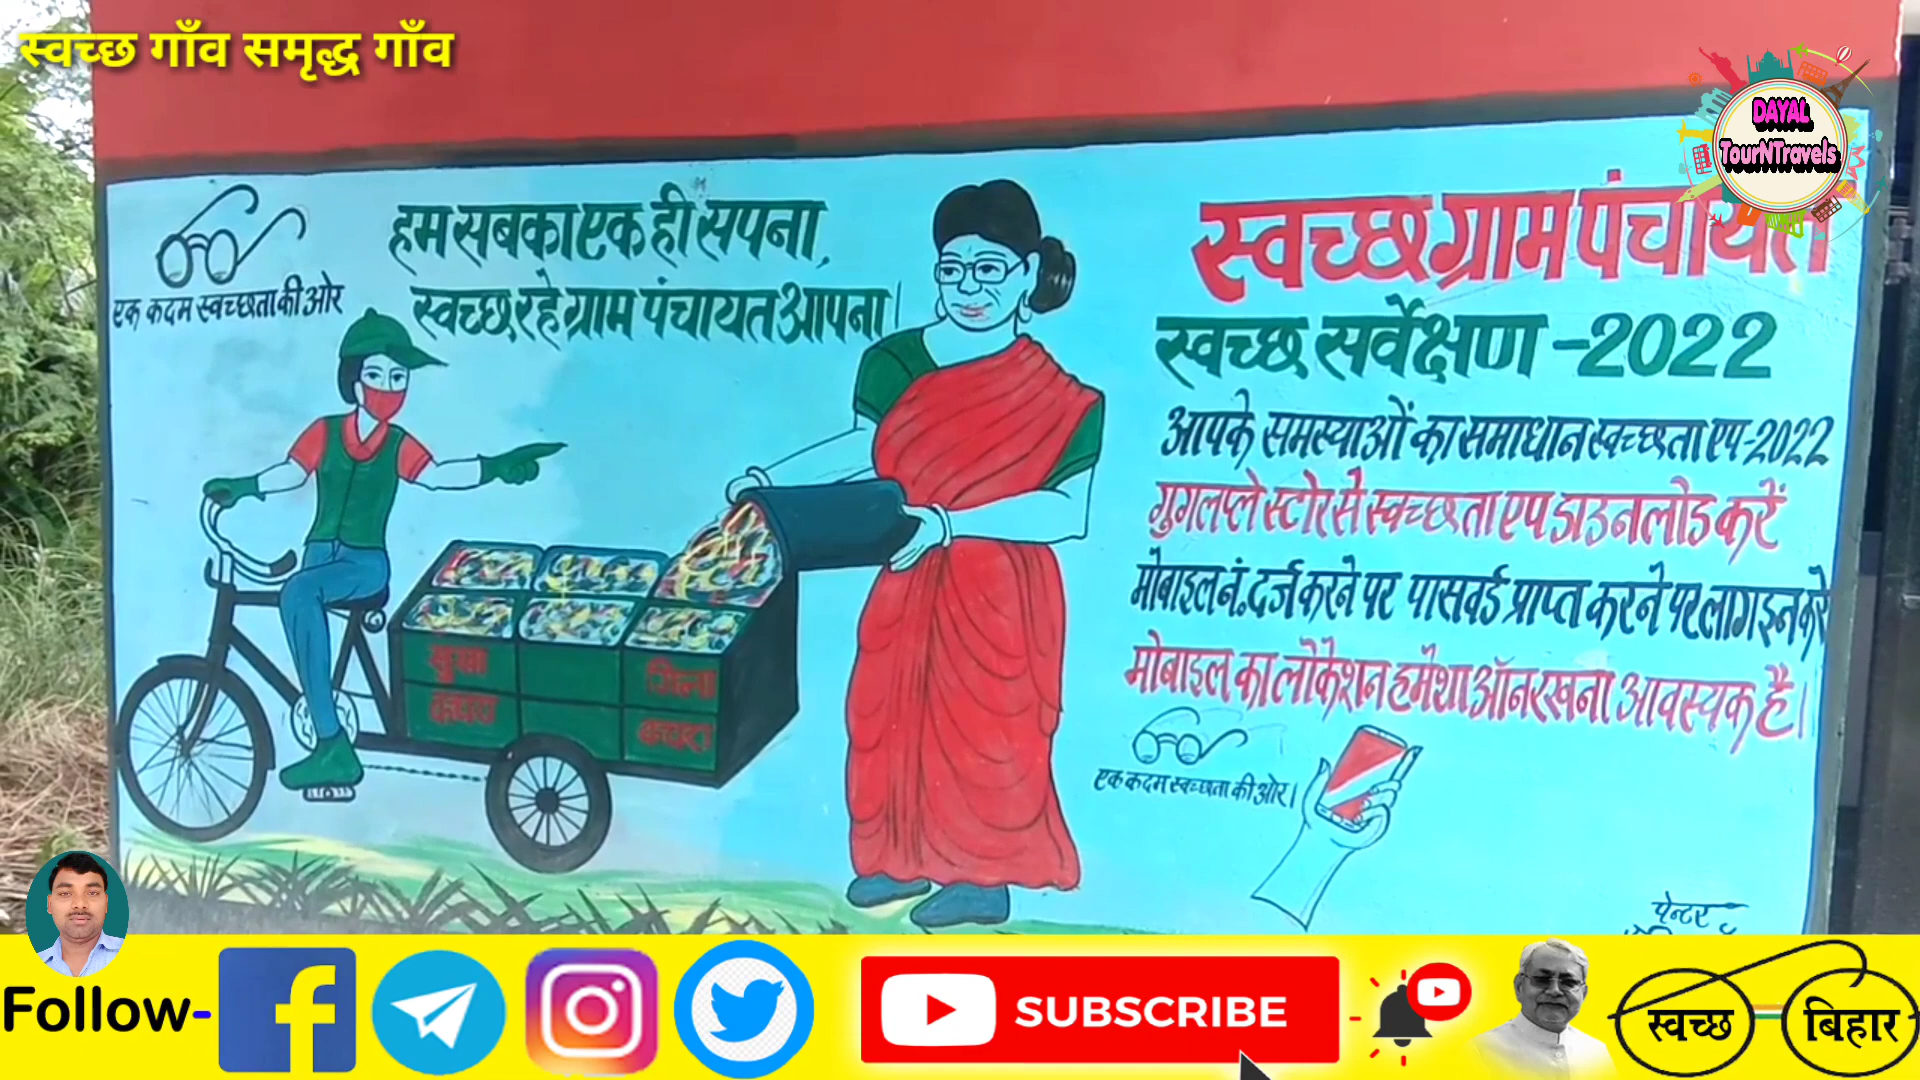 स्वच्छ गाँव समृद्ध गाँव
DAYAL
TourNTravels
एक कदम स्वच्छता की ओर
हम सबका एक ही सपना,
स्वच्छ रहे ग्राम पंचायत आपना।
स्वच्छ ग्राम पंचायत
स्वच्छ सर्वेक्षण -2022
आपके समस्याओं का समाधान स्वच्छता एप-2022
गुगल प्ले स्टोर से स्वच्छता एप डाउनलोड करें
मोबाइल नं. दर्ज करने पर पासवर्ड प्राप्त करने पर लागइन करे
मोबाइल का लोकेशन हमेशा ऑन रखना आवस्यक है।
सुखा
कचरा
गिला
कचरा
एक कदम स्वच्छता की ओर।
पेन्टर
Follow-
SUBSCRIBE
स्वच्छ बिहार